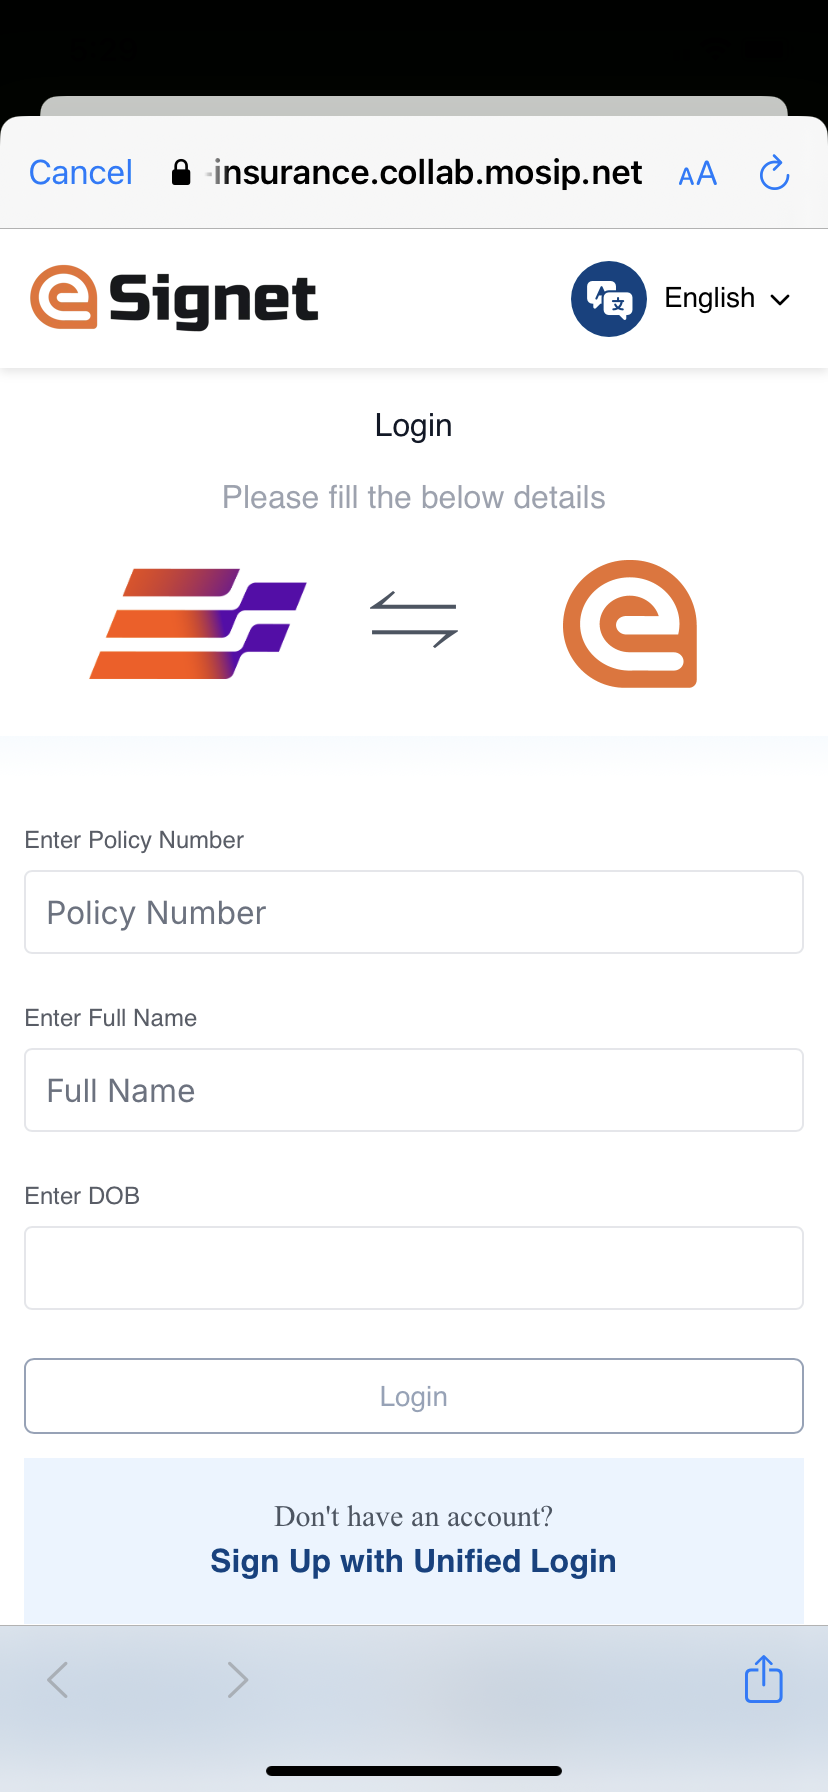 Cancel -insurance.collab.mosip.net AA
eSignet English
Login
Please fill the below details
Enter Policy Number
Policy Number
Enter Full Name
Full Name
Enter DOB
Login
Don't have an account?
Sign Up with Unified Login